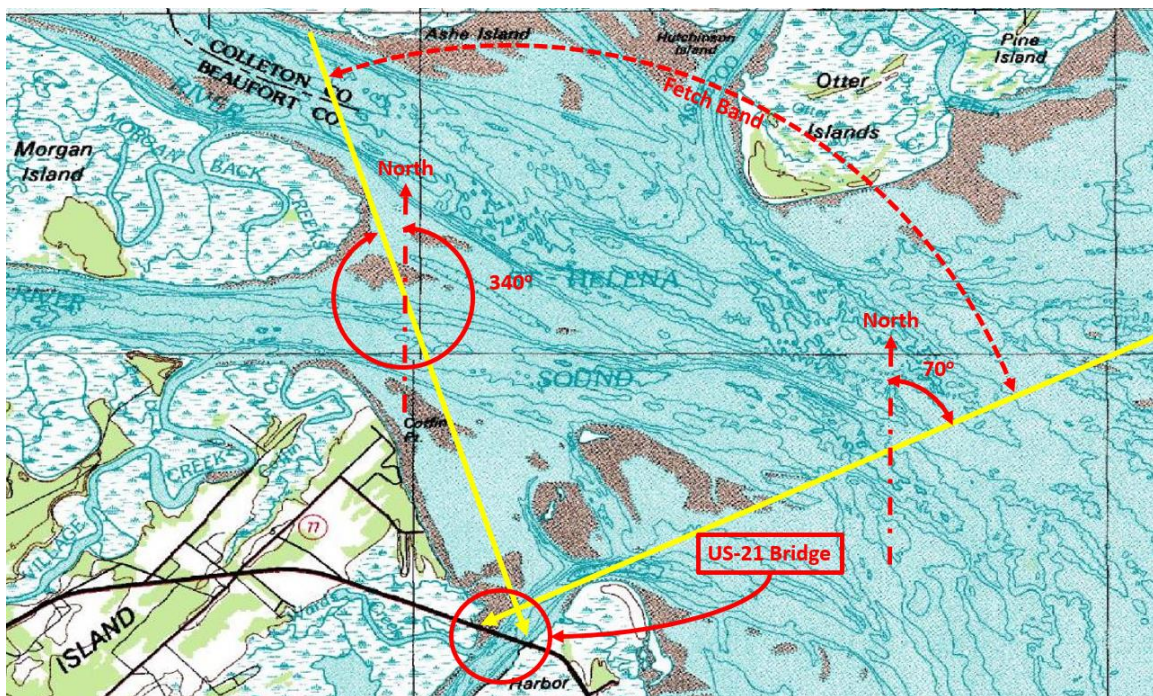 Ashe Island
Hutchinson
Island
Pine
Island
Otter
Islands
COLLETON CO
BEAUFORT CO
RIVER
Fetch Band
MORGAN
BACK
CREEKS
Morgan
Island
North
340º
HELENA
RIVER
North
SOUND
70º
Coffin
Pt.
CREEK
Coffin
VILLAGE
77
US-21 Bridge
ISLAND
Harbor